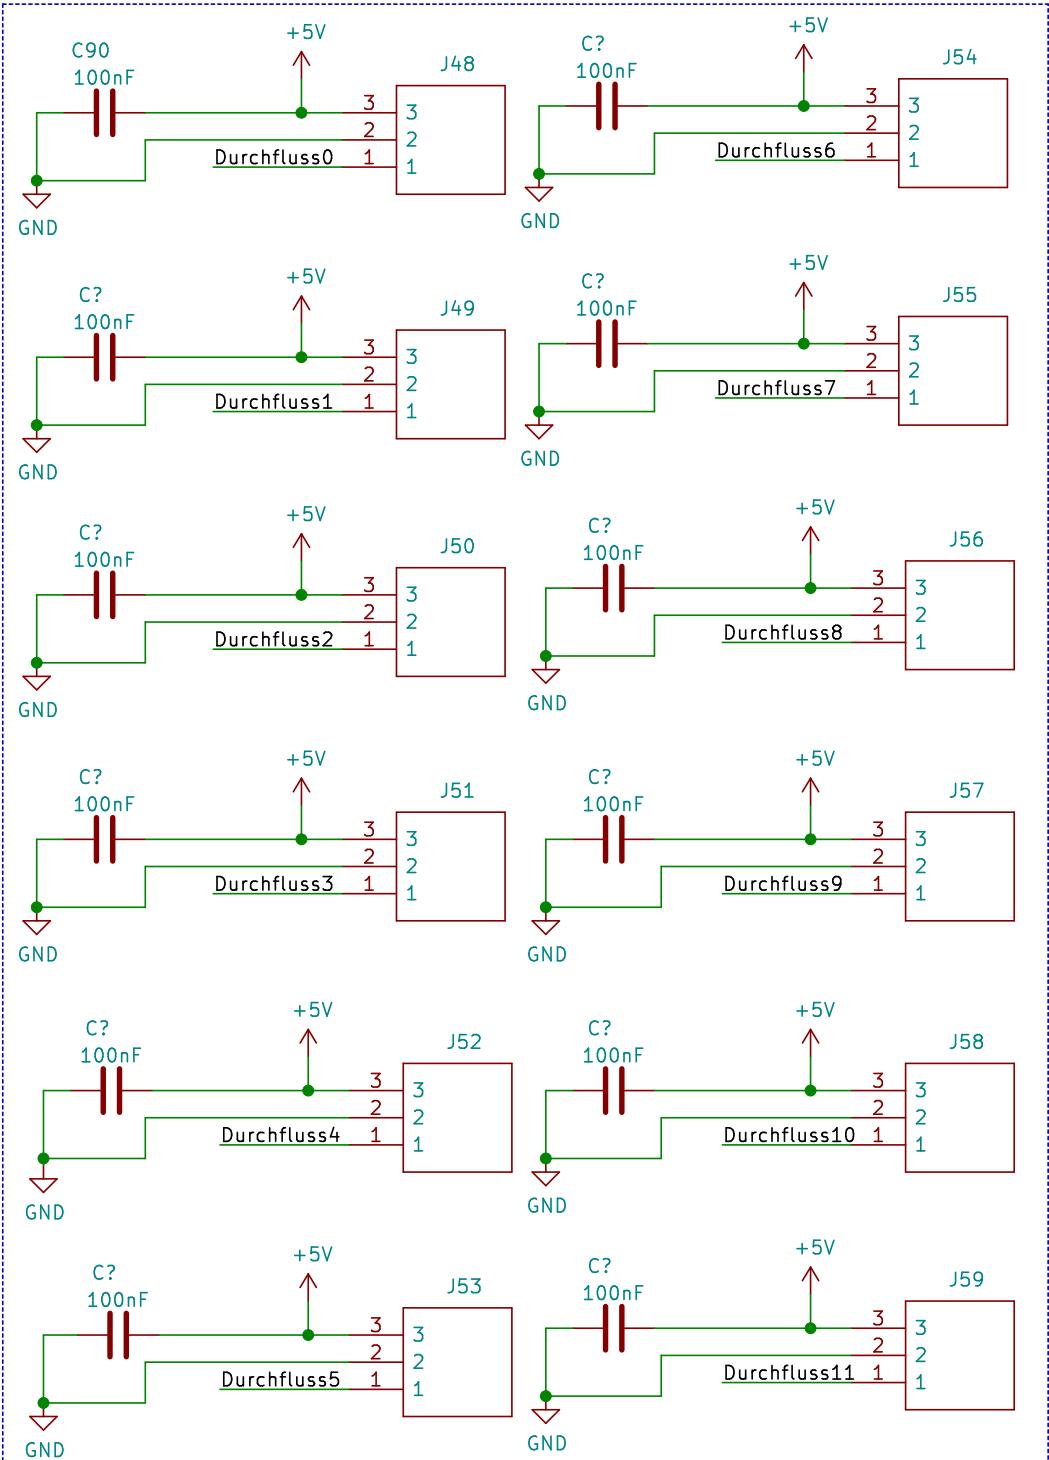 C90
100nF
+5V
J48
3 3
2 2
Durchfluss0 1 1
GND
C?
100nF
+5V
J54
3 3
2 2
Durchfluss6 1 1
GND
C?
100nF
+5V
J49
3 3
2 2
Durchfluss1 1 1
GND
C?
100nF
+5V
J55
3 3
2 2
Durchfluss7 1 1
GND
C?
100nF
+5V
J50
3 3
2 2
Durchfluss2 1 1
GND
C?
100nF
+5V
J56
3 3
2 2
Durchfluss8 1 1
GND
C?
100nF
+5V
J51
3 3
2 2
Durchfluss3 1 1
GND
C?
100nF
+5V
J57
3 3
2 2
Durchfluss9 1 1
GND
C?
100nF
+5V
J52
3 3
2 2
Durchfluss4 1 1
GND
C?
100nF
+5V
J58
3 3
2 2
Durchfluss10 1 1
GND
C?
100nF
+5V
J53
3 3
2 2
Durchfluss5 1 1
GND
C?
100nF
+5V
J59
3 3
2 2
Durchfluss11 1 1
GND